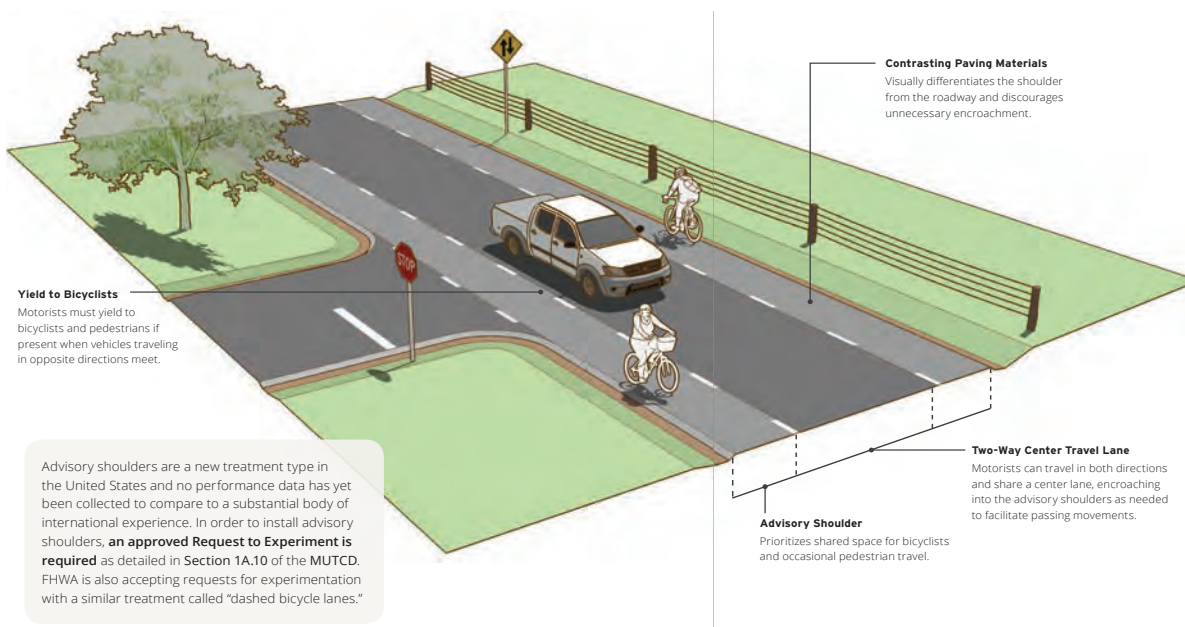 Contrasting Paving Materials
Visually differentiates the shoulder
from the roadway and discourages
unnecessary encroachment.
STOP
Yield to Bicyclists
Motorists must yield to
bicyclists and pedestrians if
present when vehicles traveling
in opposite directions meet.
Advisory shoulders are a new treatment type in
the United States and no performance data has yet
been collected to compare to a substantial body of
international experience. In order to install advisory
shoulders, an approved Request to Experiment is
required as detailed in Section 1A.10 of the MUTCD.
FHWA is also accepting requests for experimentation
with a similar treatment called “dashed bicycle lanes.”
Two-Way Center Travel Lane
Motorists can travel in both directions
and share a center lane, encroaching
into the advisory shoulders as needed
to facilitate passing movements.
Advisory Shoulder
Prioritizes shared space for bicyclists
and occasional pedestrian travel.